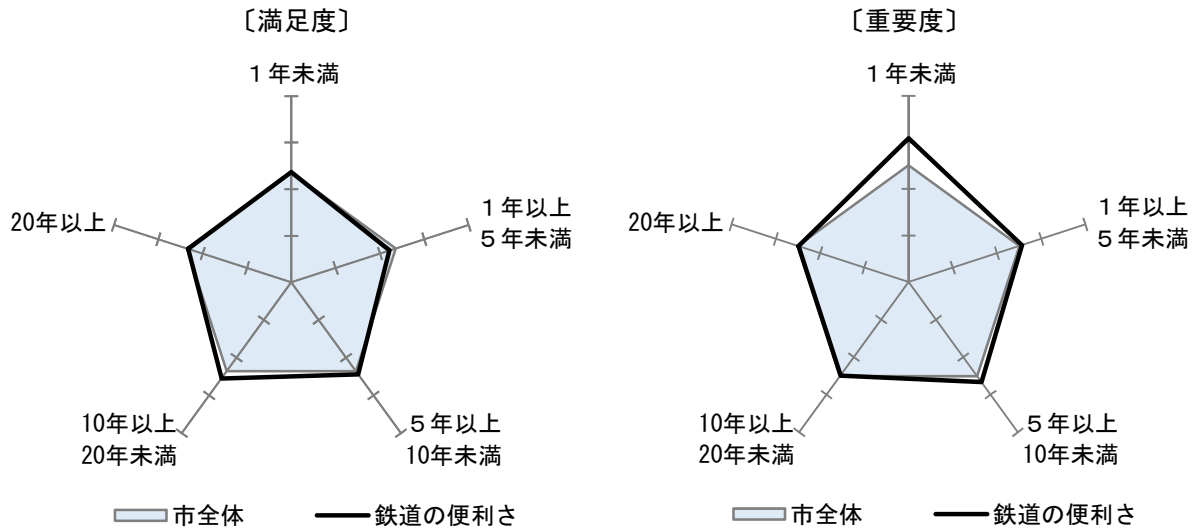 〔満足度〕
１年未満
１年以上
５年未満
５年以上
10年未満
10年以上
20年未満
20年以上
市全体
鉄道の便利さ
〔重要度〕
１年未満
１年以上
５年未満
５年以上
10年未満
10年以上
20年未満
20年以上
市全体
鉄道の便利さ